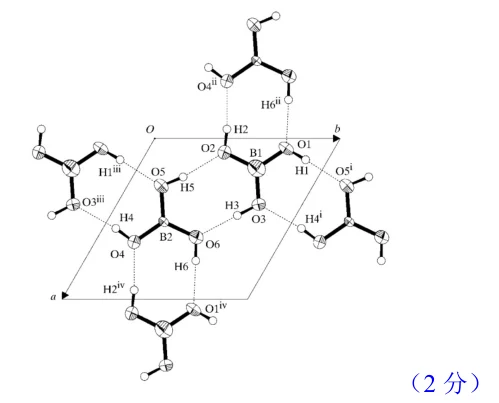 O4ii
H6ii
O b
H2
O2 B1 O1
H1iii O5 H1 O5i
H5
O3iii H4 H3 O3 H4i
B2 O6
O4 H6
a H2iv
O1iv
（2 分）